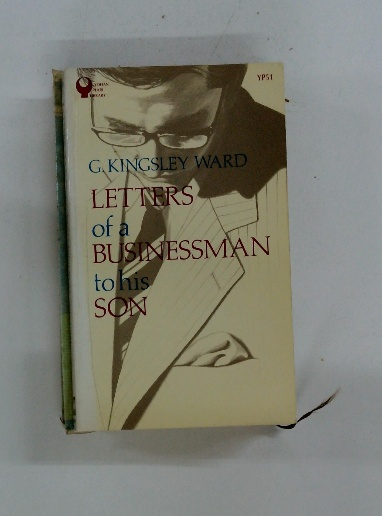 YP51
G. KINGSLEY WARD
LETTERS
of a
BUSINESSMAN
to his
SON